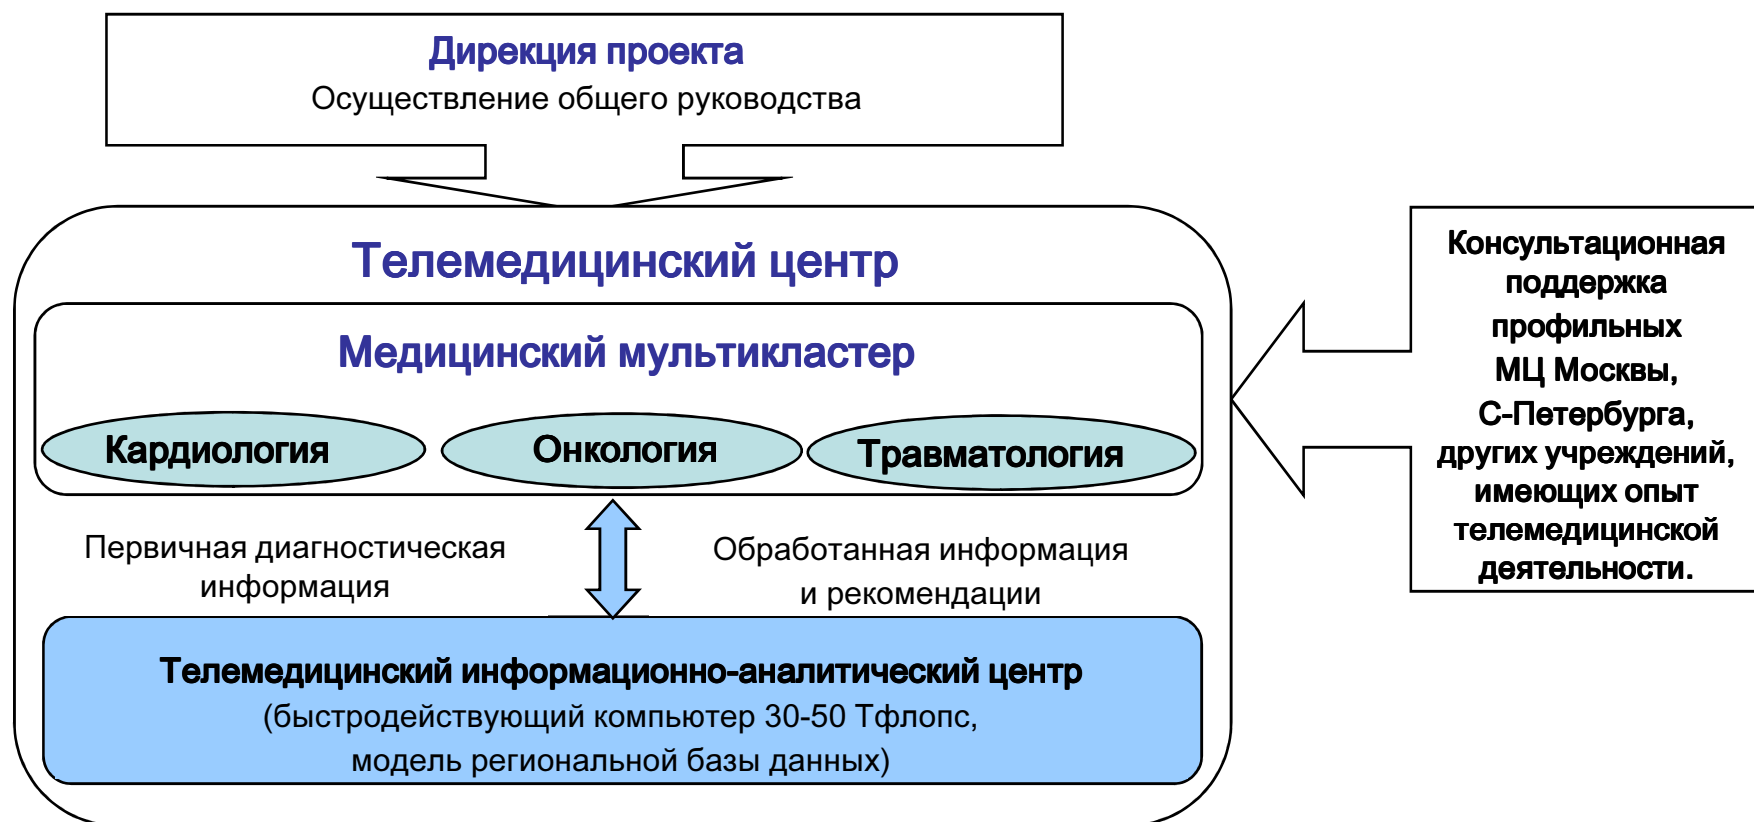 Дирекция проекта
Осуществление общего руководства
Телемедицинский центр
Медицинский мультикластер
Кардиология
Онкология
Травматология
Первичная диагностическая
информация
Обработанная информация
и рекомендации
Телемедицинский информационно-аналитический центр
(быстродействующий компьютер 30-50 Тфлопс,
модель региональной базы данных)
Консультационная
поддержка
профильных
МЦ Москвы,
С-Петербурга,
других учреждений,
имеющих опыт
телемедицинской
деятельности.